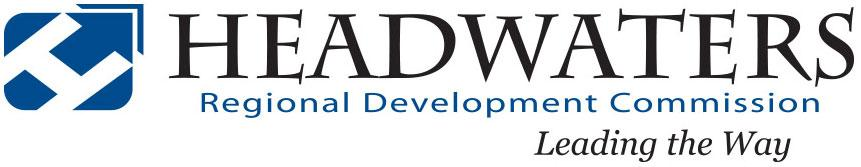 HEADWATERS
Regional Development Commission
Leading the Way